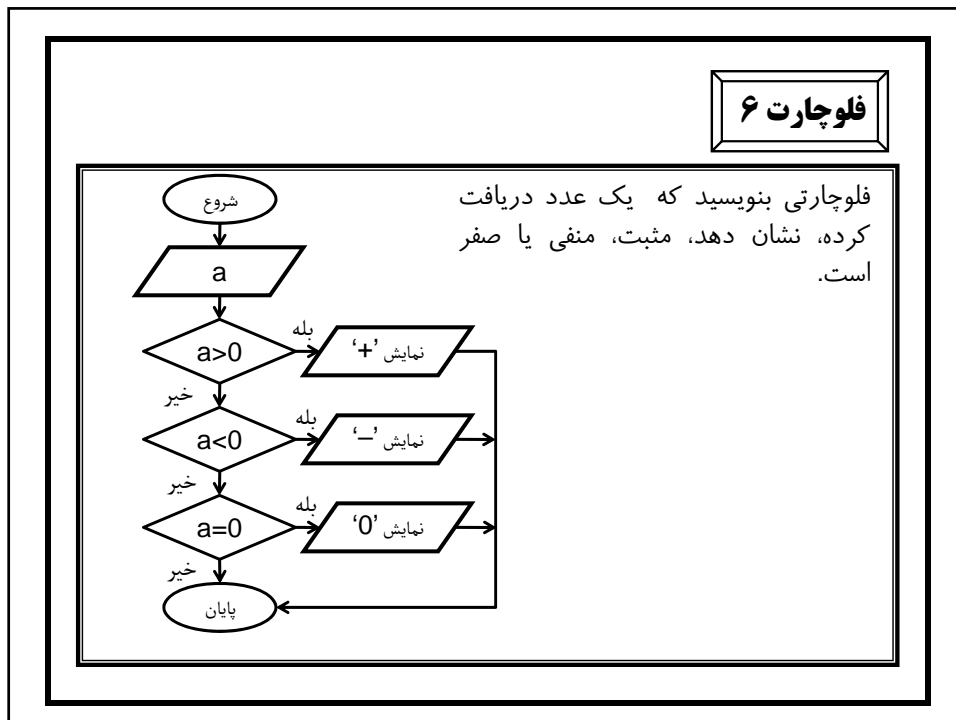 فلوچارت ۶
فلوچارتی بنویسید که یک عدد دریافت
کرده، نشان دهد، مثبت، منفی یا صفر
است.
شروع
a
a>0
بله
نمایش ‘+’
خیر
a<0
بله
نمایش ‘–’
خیر
a=0
بله
نمایش ‘0’
خیر
پایان